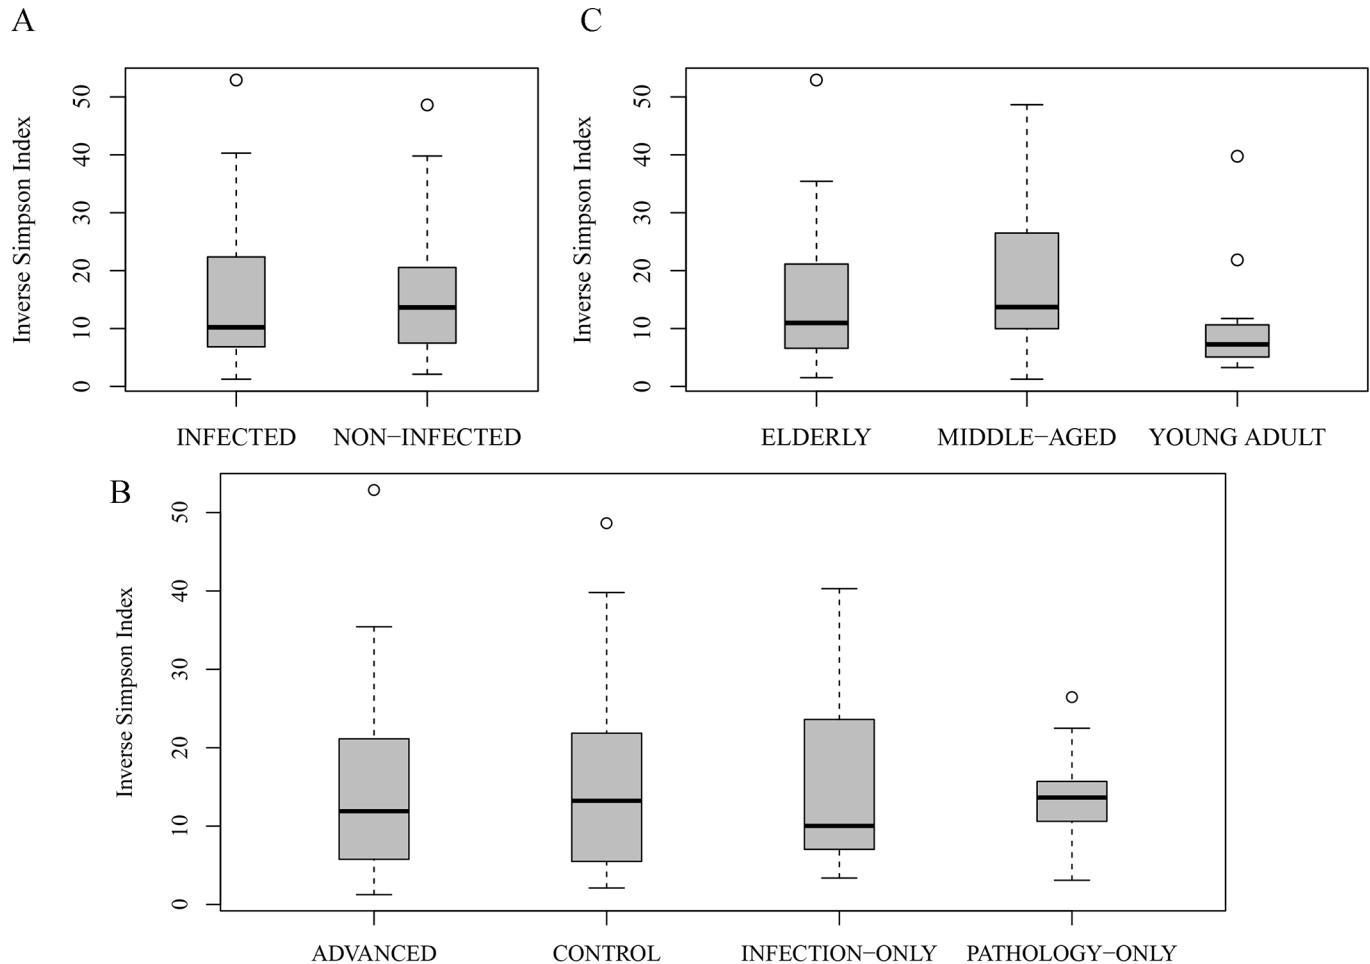 A
Inverse Simpson Index
50
40
30
20
10
0
INFECTED NON−INFECTED
C
Inverse Simpson Index
50
40
30
20
10
0
ELDERLY MIDDLE−AGED YOUNG ADULT
B
Inverse Simpson Index
50
40
30
20
10
0
ADVANCED CONTROL INFECTION−ONLY PATHOLOGY−ONLY